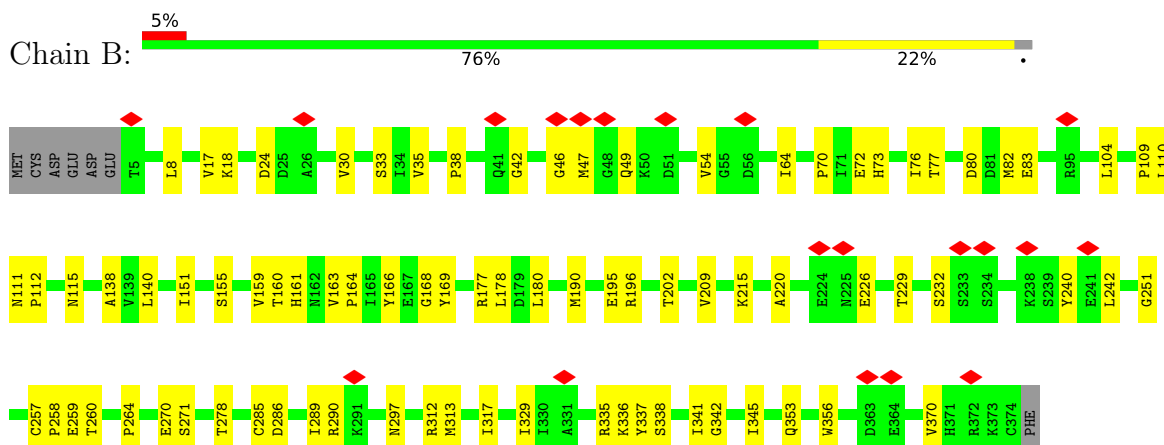 5%
Chain B:
76% 22% •
MET CYS ASP GLU ASP GLU T5 L8 V17 K18 D24 D25 A26 V30 S33 I34 V35 P38 Q41 G42 G46 M47 G48 Q49 K50 D51 V54 G55 D56 I64 P70 I71 E72 H73 I76 T77 D80 D81 M82 E83 R95 L104 P109 L110
N111 P112 N115 A138 V139 L140 I151 S155 V159 T160 H161 N162 V163 P164 I165 Y166 E167 G168 Y169 R177 L178 D179 L180 M190 E195 R196 T202 V209 K215 A220 E224 N225 E226 T229 S232 S233 S234 K238 S239 Y240 E241 L242 G251
C257 P258 E259 T260 P264 E270 S271 T278 C285 D286 I289 R290 K291 N297 R312 M313 I317 I329 I330 A331 R335 K336 Y337 S338 I341 G342 I345 Q353 W356 D363 E364 V370 H371 R372 K373 C374 PHE